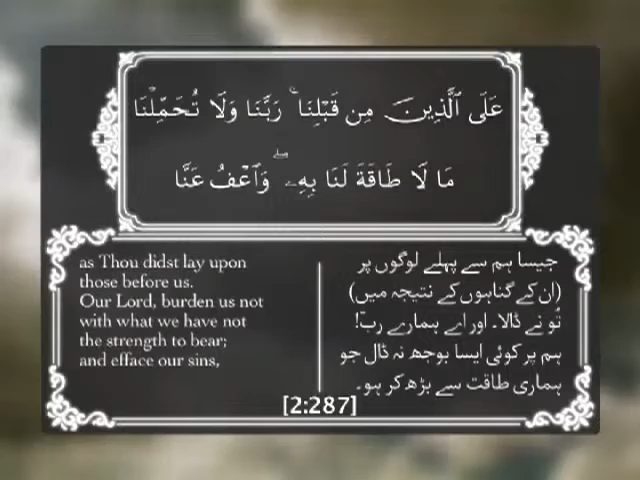 عَلَى ٱلَّذِينَ مِن قَبْلِنَا ۚ رَبَّنَا وَلَا تُحَمِّلْنَا
مَا لَا طَاقَةَ لَنَا بِهِۦ ۖ وَٱعْفُ عَنَّا
as Thou didst lay upon
those before us.
Our Lord, burden us not
with what we have not
the strength to bear;
and efface our sins,
جیسا ہم سے پہلے لوگوں پر
(ان کے گناہوں کے نتیجہ میں)
تُو نے ڈالا۔ اور اے ہمارے ربّ!
ہم پر کوئی ایسا بوجھ نہ ڈال جو
ہماری طاقت سے بڑھ کر ہو۔
[2:287]